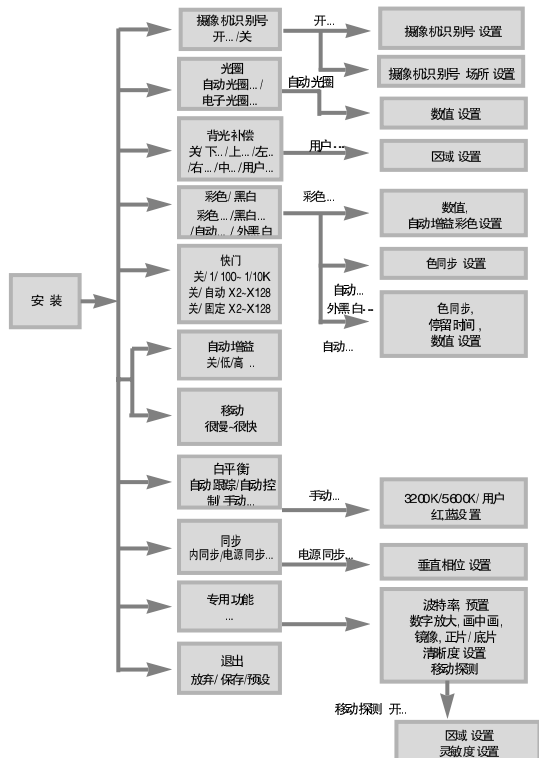 摄像机识别号
开... /关
开...
摄像机识别号 设置
摄像机识别号 场所 设置
光圈
自动光圈... /
电子光圈...
自动光圈
数值 设置
背光补偿
关/ 下.. /上... /左..
/右... /中... /用户...
用户...
区域 设置
彩色/ 黑白
彩色... /黑白...
/自动... / 外黑白
彩色...
数值,
自动增益彩色设置
色同步 设置
自动...
外黑白...
自动...
色同步,
停留时间 ,
数值 设置
快门
关/ 1/ 100~ 1/10K
关/ 自动 X2~X128
关/ 固定 X2~X128
安 装
自动增益
关/低/高 ..
移动
很慢~很快
白平衡
自动跟踪/自动控
制/ 手动...
手动...
3200K/5600K/ 用户
红,蓝设置
同步
内同步/电源同步...
电源同步...
垂直相位 设置
专用功能
...
波特率, 预置
数字放大, 画中画,
镜像, 正片/ 底片
清晰度 设置
移动探测
退出
放弃/ 保存/预设
移动探测 开...
区域 设置
灵敏度 设置